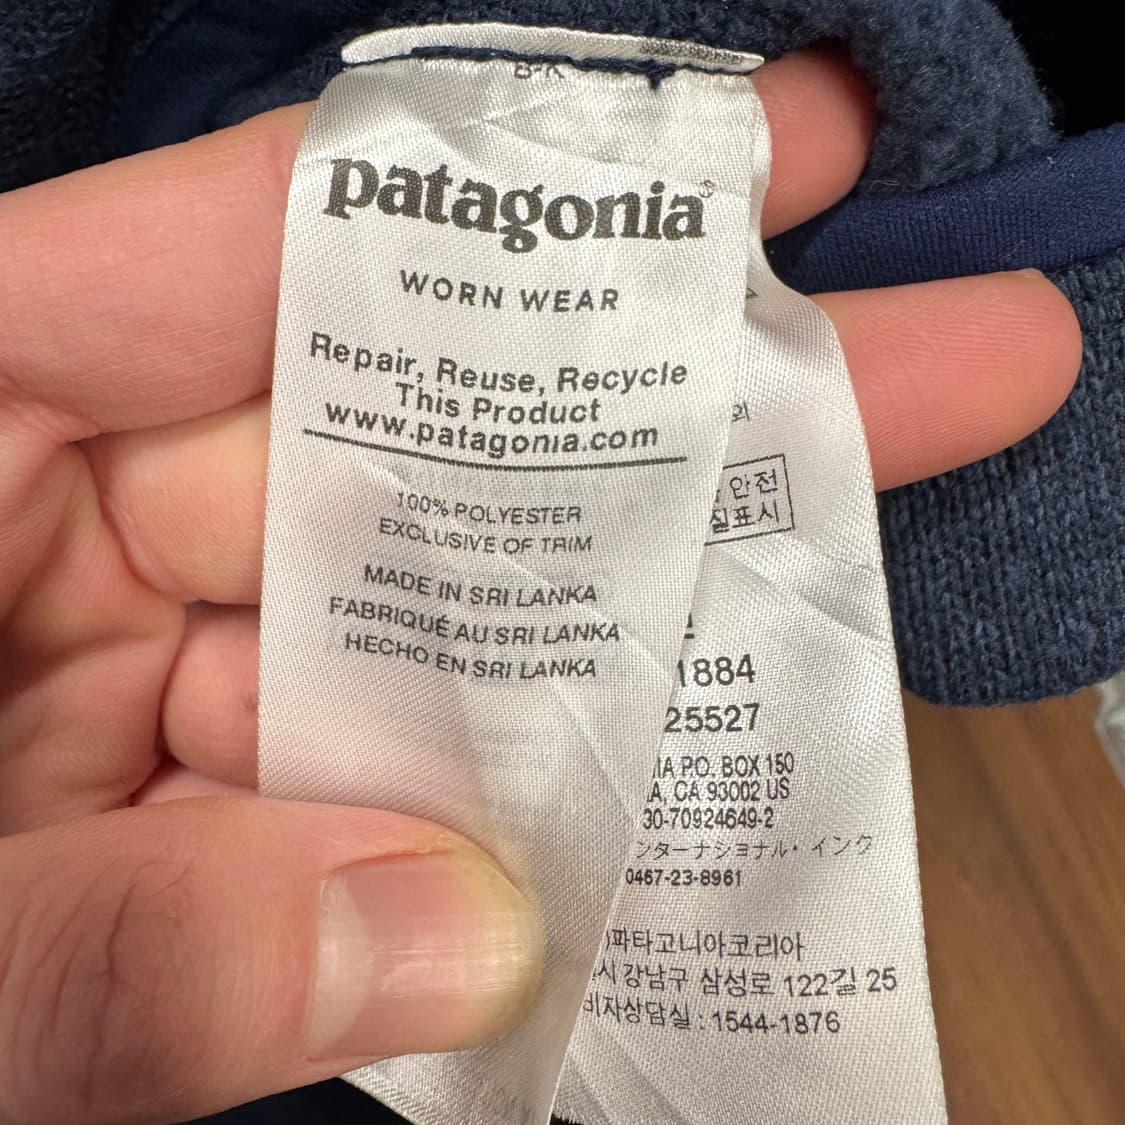 patagonia®
WORN WEAR
Repair, Reuse, Recycle
This Product
www.patagonia.com
100% POLYESTER
EXCLUSIVE OF TRIM
MADE IN SRI LANKA
FABRIQUÉ AU SRI LANKA
HECHO EN SRI LANKA
의
안전
질표시
1884
25527
IA P.O. BOX 150
A, CA 93002 US
30-70924649-2
ンターナショナル・インク
0467-23-8961
)파타고니아코리아
시 강남구 삼성로 122길 25
비자상담실 : 1544-1876